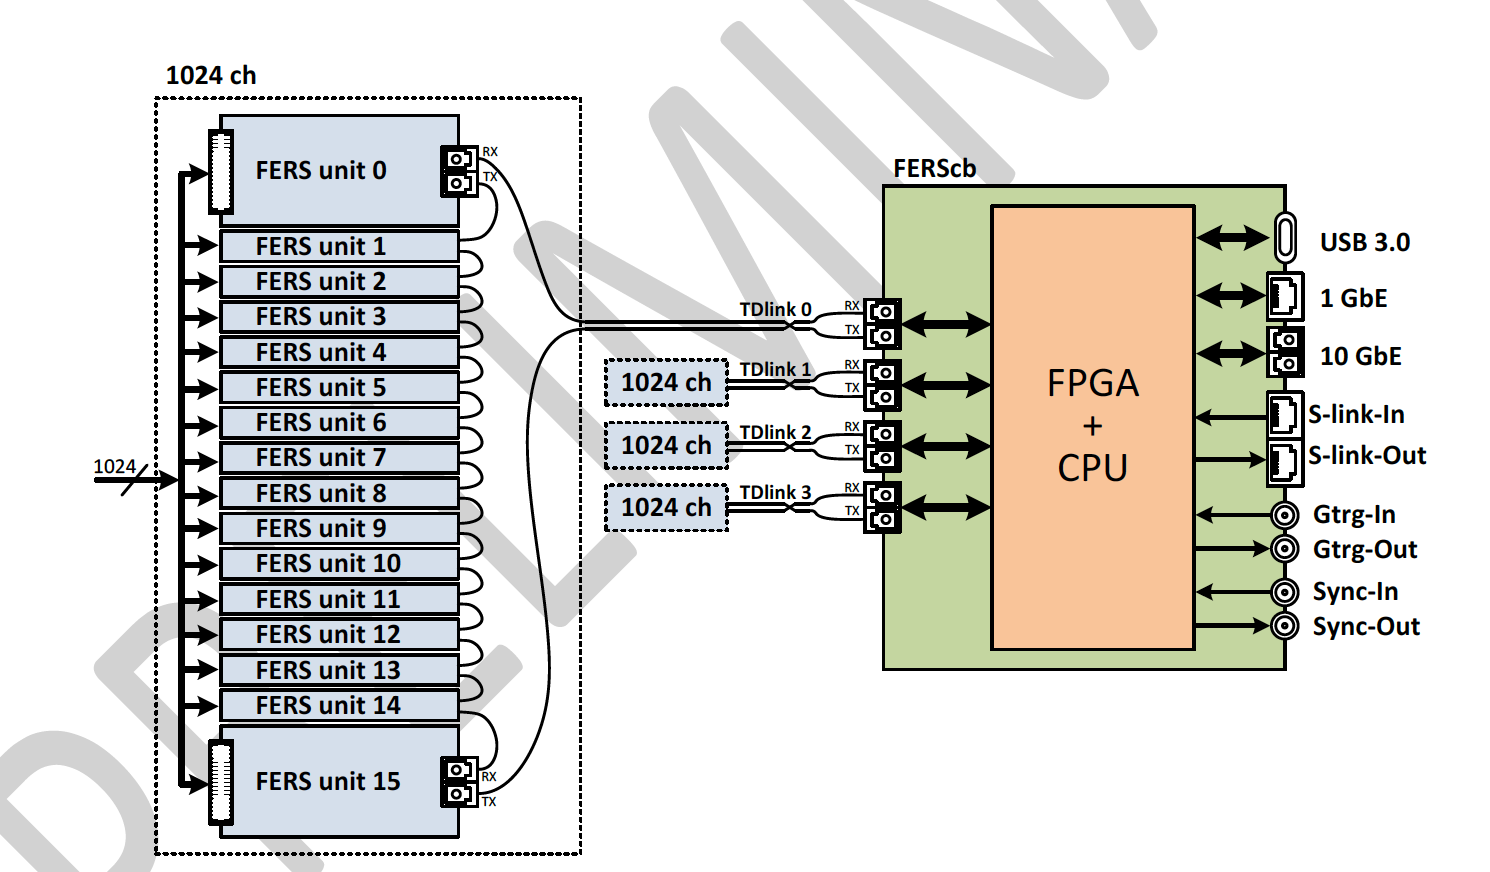 1024 ch
FERS unit 0
RX
TX
FERS unit 1
FERS unit 2
FERS unit 3
FERS unit 4
FERS unit 5
FERS unit 6
FERS unit 7
FERS unit 8
FERS unit 9
FERS unit 10
FERS unit 11
FERS unit 12
FERS unit 13
FERS unit 14
FERS unit 15
RX
TX
1024
TDlink 0
RX
TX
1024 ch
TDlink 1
RX
TX
1024 ch
TDlink 2
RX
TX
1024 ch
TDlink 3
RX
TX
FERScb
FPGA
+
CPU
USB 3.0
1 GbE
10 GbE
S-link-In
S-link-Out
Gtrg-In
Gtrg-Out
Sync-In
Sync-Out
PRELIMINA